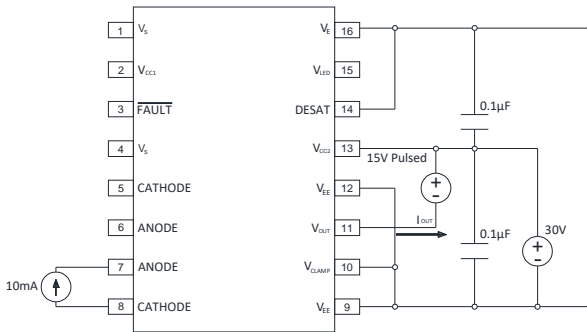 1 VS VE 16
2 VCC1 VLED 15
3 FAULT DESAT 14
4 VS VCC2 13
5 CATHODE VEE 12
6 ANODE VOUT 11
7 ANODE VCLAMP 10
8 CATHODE VEE 9
10mA
15V Pulsed
IOUT
0.1µF
0.1µF
30V